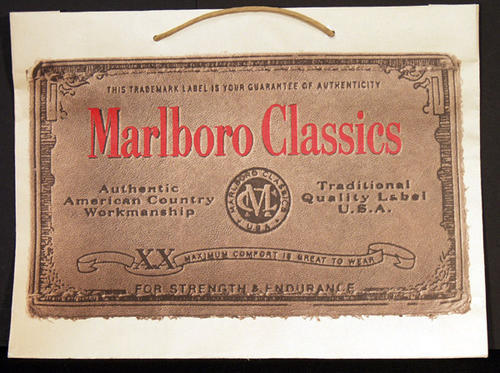 THIS TRADEMARK LABEL IS YOUR GUARANTEE OF AUTHENTICITY
Marlboro Classics
Authentic
American Country
Workmanship
MARLBORO CLASSICS
MC
U.S.A.
Traditional
Quality Label
U.S.A.
XX MAXIMUM COMFORT IS GREAT TO WEAR
FOR STRENGTH & ENDURANCE